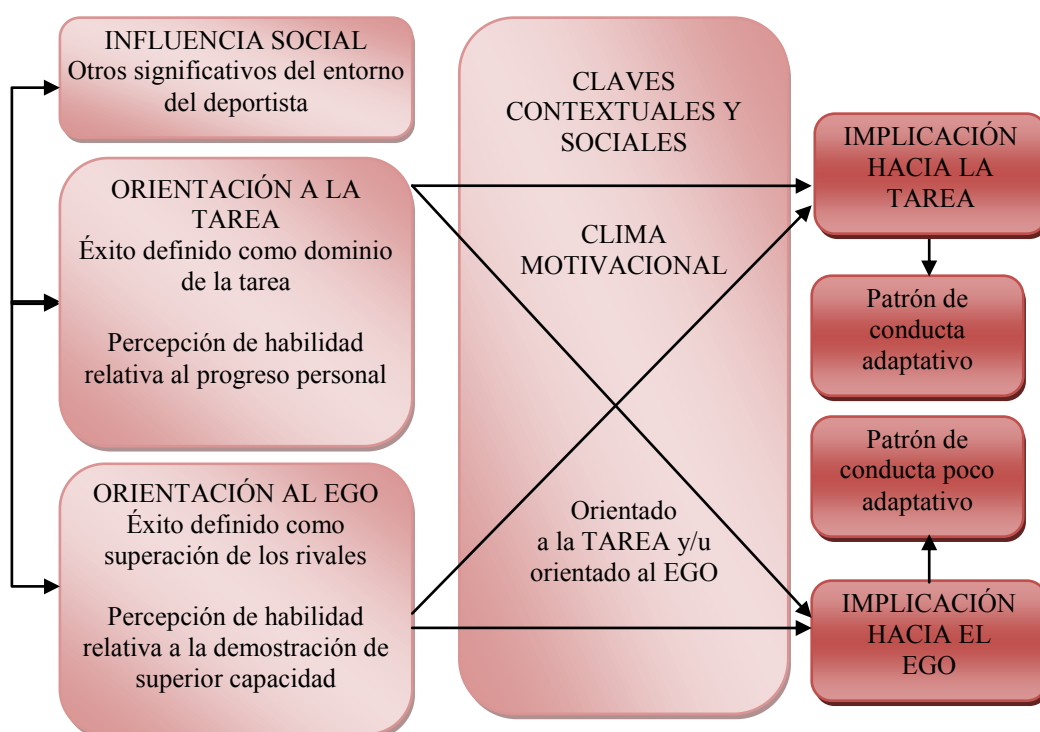 INFLUENCIA SOCIAL
Otros significativos del entorno
del deportista
ORIENTACIÓN A LA
TAREA
Éxito definido como dominio
de la tarea
Percepción de habilidad
relativa al progreso personal
ORIENTACIÓN AL EGO
Éxito definido como
superación de los rivales
Percepción de habilidad
relativa a la demostración de
superior capacidad
CLAVES
CONTEXTUALES Y
SOCIALES
CLIMA
MOTIVACIONAL
Orientado
a la TAREA y/u
orientado al EGO
IMPLICACIÓN
HACIA LA
TAREA
Patrón de
conducta
adaptativo
Patrón de
conducta poco
adaptativo
IMPLICACIÓN
HACIA EL
EGO